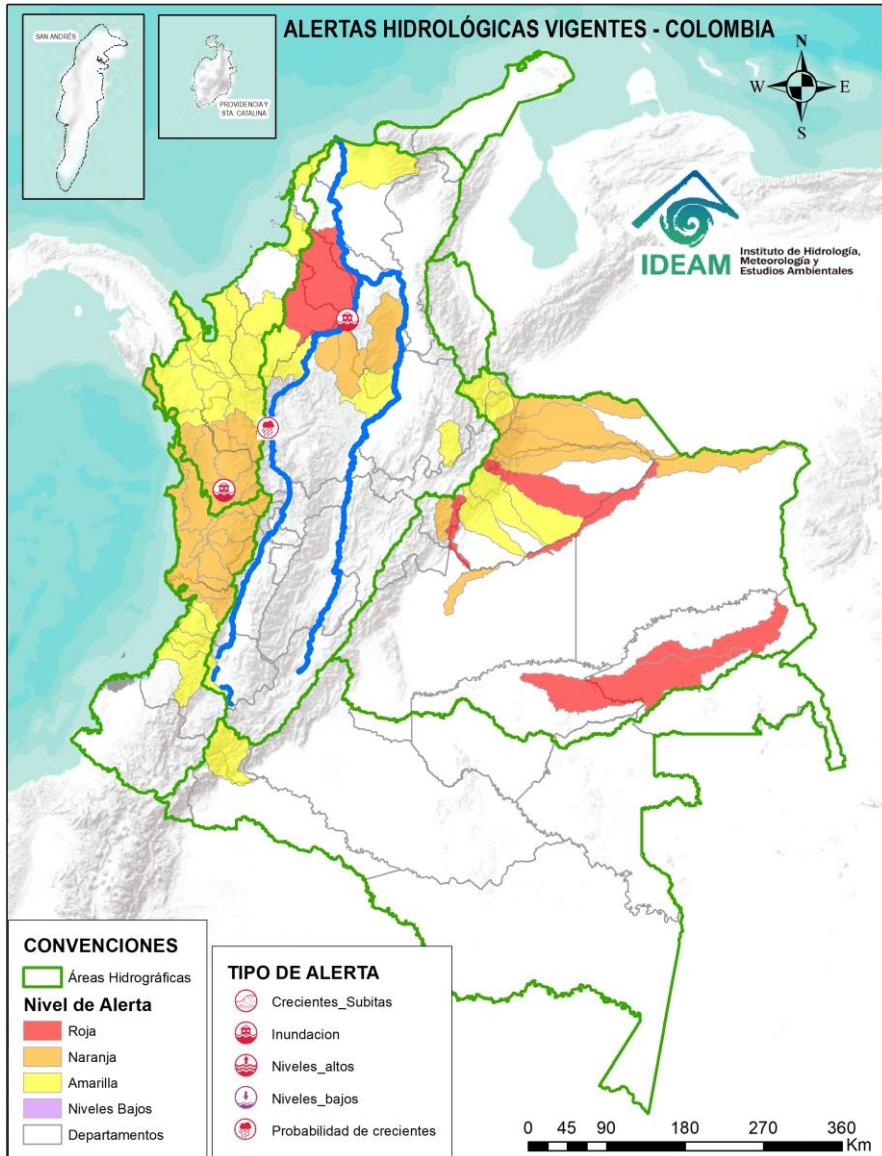 ALERTAS HIDROLÓGICAS VIGENTES - COLOMBIA
SAN ANDRÉS
PROVIDENCIA Y
STA. CATALINA
N
W
E
S
IDEAM
Instituto de Hidrología,
Meteorología y
Estudios Ambientales
CONVENCIONES
Áreas Hidrográficas
Nivel de Alerta
Roja
Naranja
Amarilla
Niveles Bajos
Departamentos
TIPO DE ALERTA
Crecientes_Subitas
Inundacion
Niveles_altos
Niveles_bajos
Probabilidad de crecientes
0 45 90 180 270 360
Km